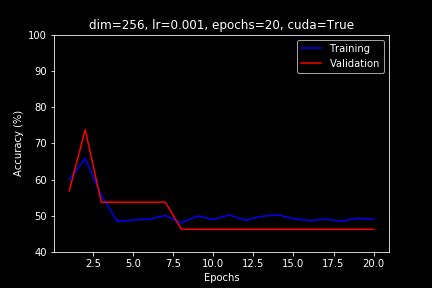 dim=256, lr=0.001, epochs=20, cuda=True
Training
Validation
Accuracy (%)
100
90
80
70
60
50
40
2.5 5.0 7.5 10.0 12.5 15.0 17.5 20.0
Epochs